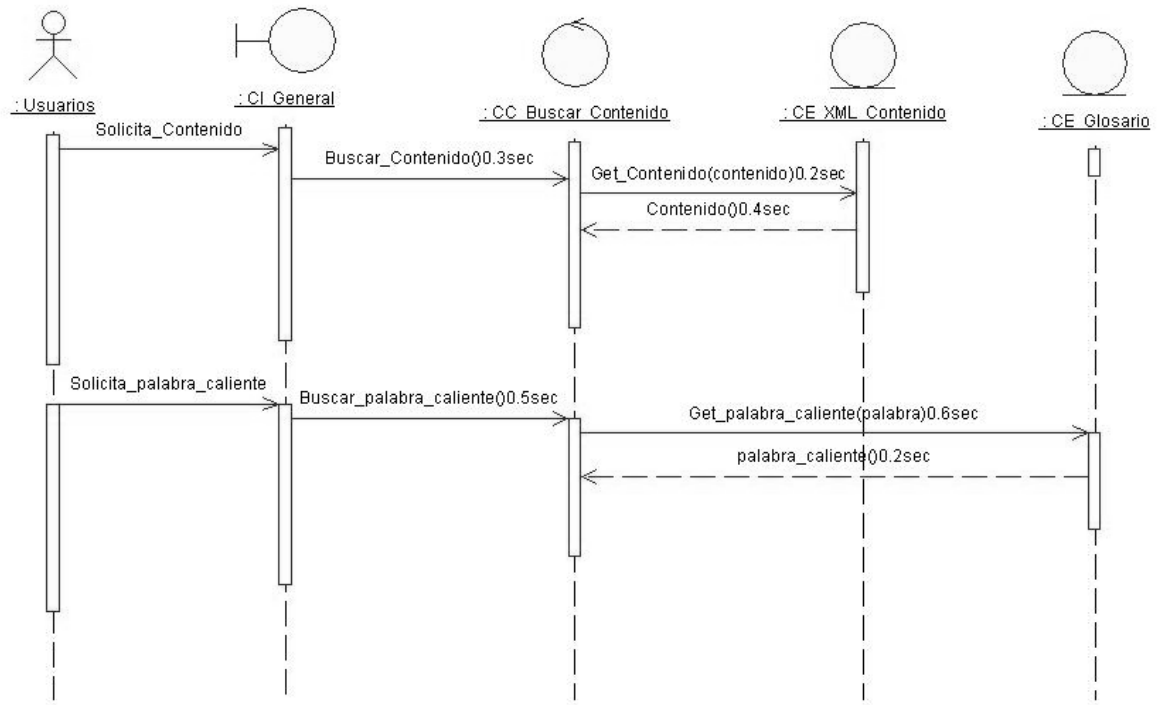 : Usuarios
: CI_General
: CC_Buscar_Contenido
: CE_XML_Contenido
: CE_Glosario
Solicita_Contenido
Buscar_Contenido()0.3sec
Get_Contenido(contenido)0.2sec
Contenido()0.4sec
Solicita_palabra_caliente
Buscar_palabra_caliente()0.5sec
Get_palabra_caliente(palabra)0.6sec
palabra_caliente()0.2sec